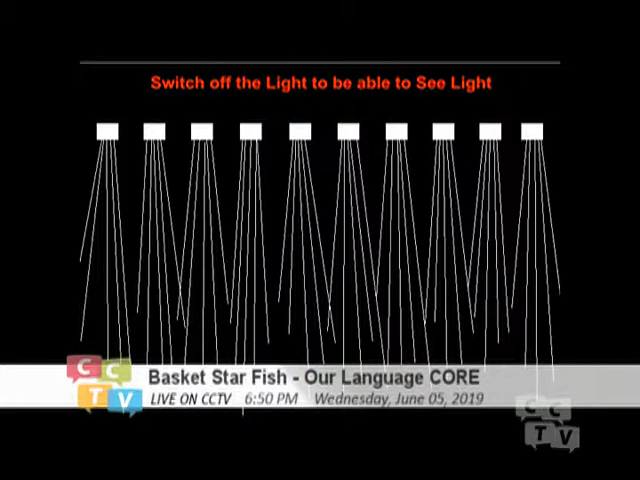 Switch off the Light to be able to See Light
C C
T V
Basket Star Fish - Our Language CORE
LIVE ON CCTV 6:50 PM Wednesday, June 05, 2019
C C
T V